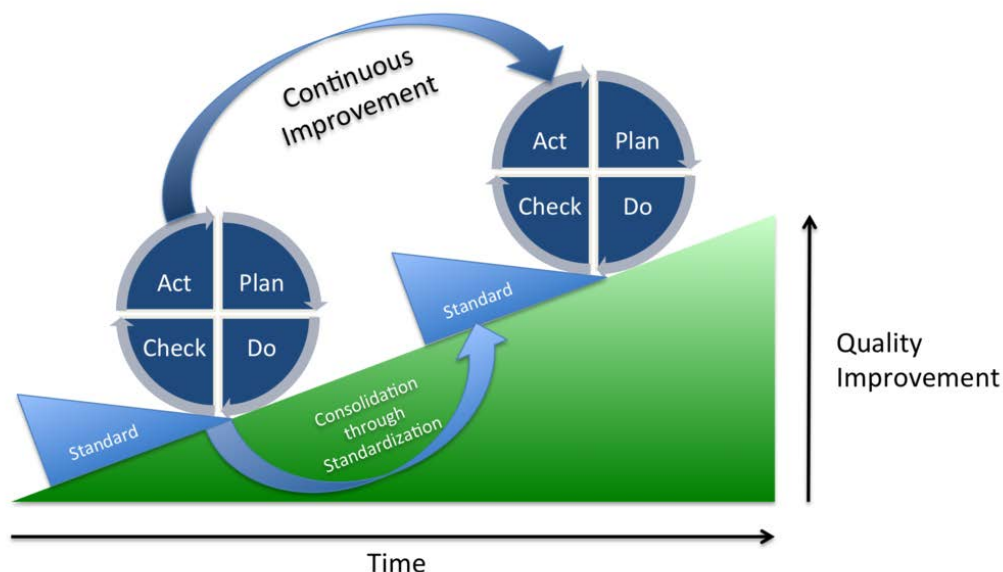 Continuous
Improvement
Act
Plan
Check
Do
Act
Plan
Check
Do
Standard
Standard
Consolidation
through
Standardization
Quality
Improvement
Time